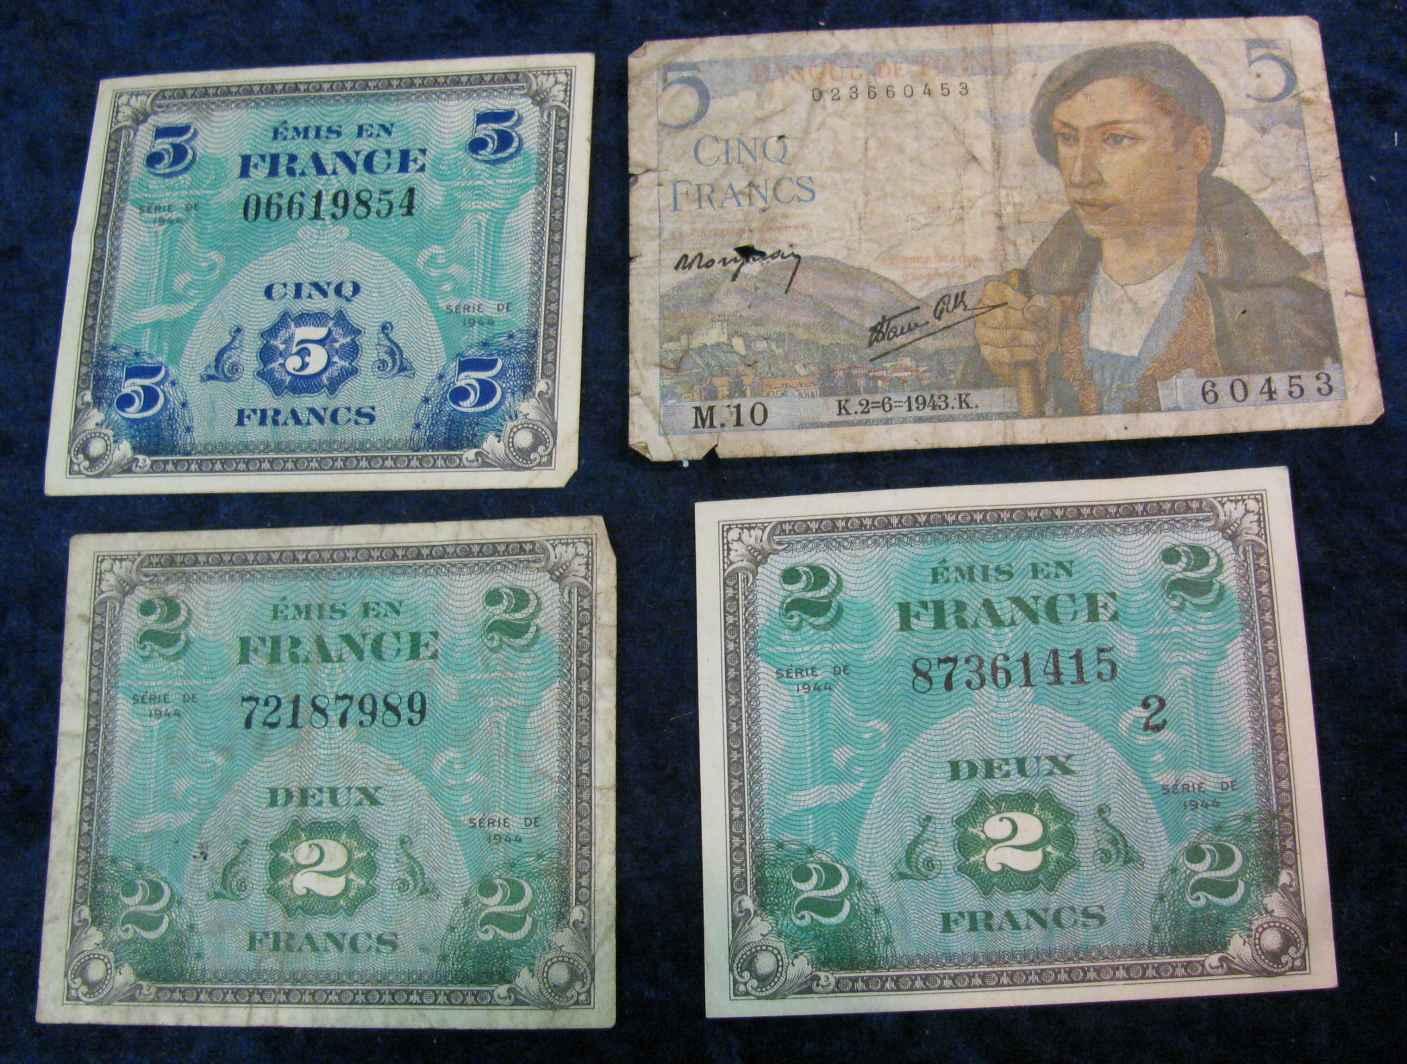 5 5
ÉMIS EN
FRANCE
06619854
SÉRIE DE
1944
CINQ
SÉRIE DE
1944
5
5 5
FRANCS
5 BANQUE DE FRANCE 5
023660453
CINQ
FRANCS
M.10 K.2=6=1943.K. 60453
2 2
ÉMIS EN
FRANCE
SÉRIE DE
1944
72187989
DEUX
SÉRIE DE
1944
2
2 2
FRANCS
2 2
ÉMIS EN
FRANCE
SÉRIE DE
1944
87361415
2
DEUX
SÉRIE DE
1944
2
2 2
FRANCS